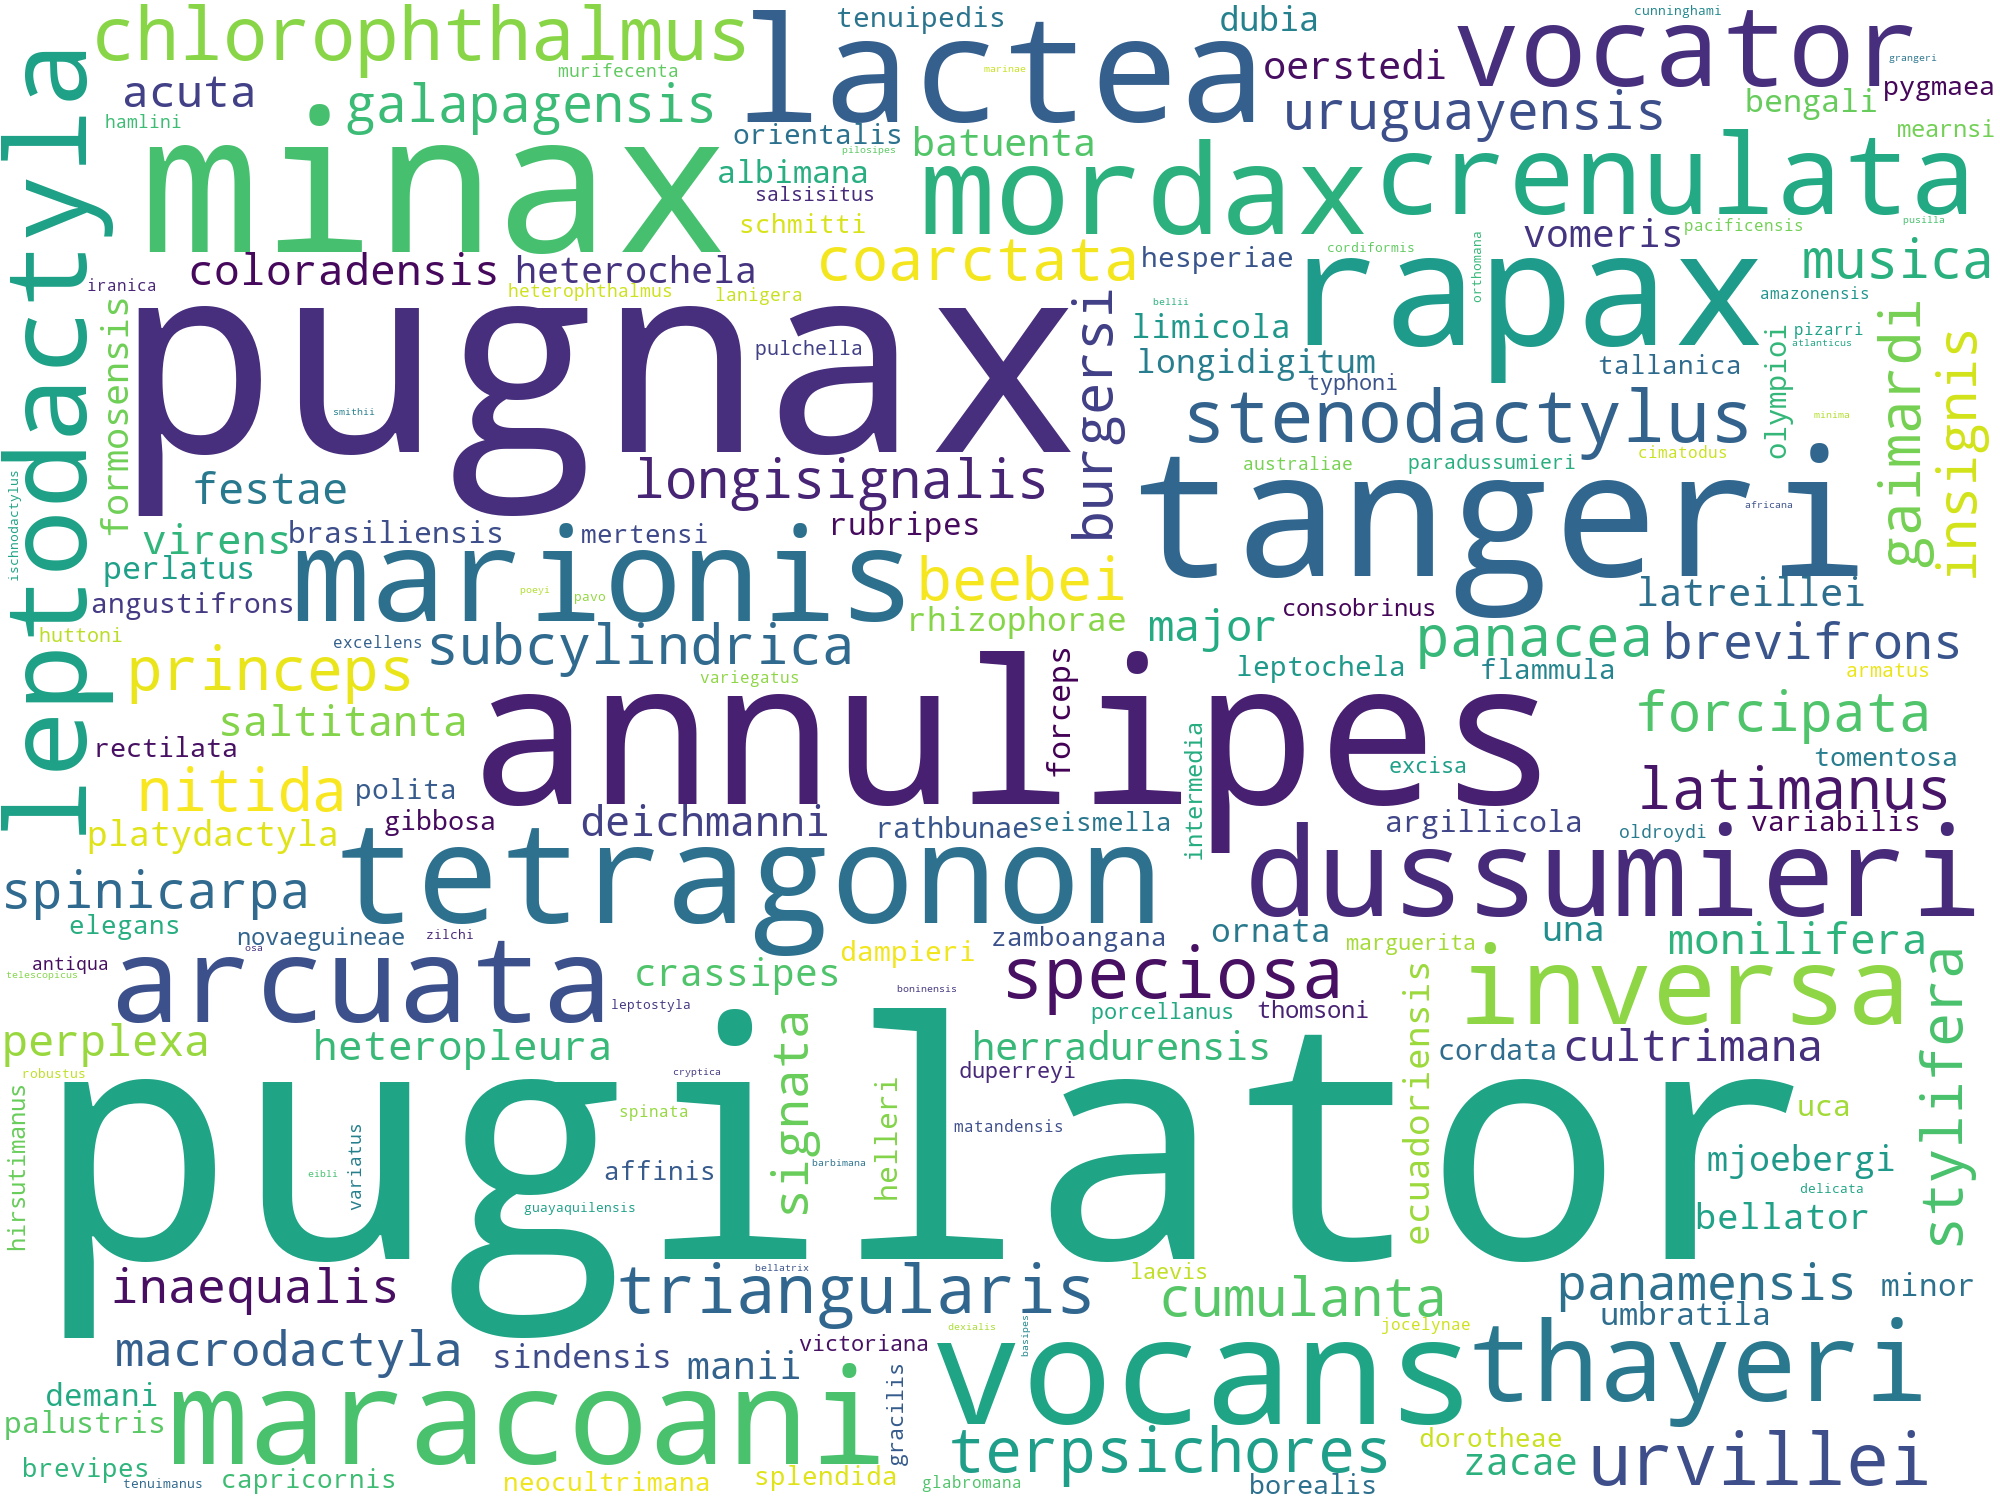 chlorophthalmus
lactea
tenuipedis
dubia
vocator
cunninghami
grangeri
murifecenta
marinae
oerstedi
pygmaea
acuta
galapagensis
uruguayensis
bengali
hamlini
orientalis
batuenta
mearnsi
leptodactyla
minax
pilosipes
mordax
crenulata
albimana
salsisitus
schmitti
vomeris
pacificensis
pusilla
coloradensis
heterochela
coarctata
hesperiae
cordiformis
orthomana
rapax
musica
iranica
heterophthalmus
lanigera
bellii
amazonensis
formosensis
pugnax
burgersi
limicola
pizarri
atlanticus
pulchella
longidigitum
tallanica
olympioi
gaimardi
insignis
smithii
typhoni
stenodactylus
minima
ischnodactylus
festae
longisignalis
australiae
paradussumieri
cimatodus
tangeri
africana
virens
brasiliensis
mertensi
rubripes
perlatus
marionis
beebei
latreillei
angustifrons
poeyi
pavo
rhizophorae
consobrinus
huttoni
excellens
subcylindrica
major
panacea
brevifrons
princeps
variegatus
annulipes
forceps
leptochela
flammula
armatus
saltitanta
forcipata
rectilata
intermedia
excisa
tomentosa
nitida
polita
latimanus
platydactyla
gibbosa
deichmanni
rathbunae
seismella
argillicola
oldroydi
variabilis
spinicarpa
tetragonon
dussumieri
elegans
novaeguineae
zilchi
dampieri
zamboangana
ornata
marguerita
una
monilifera
antiqua
osa
telescopicus
arcuata
crassipes
boninensis
speciosa
inversa
stylifera
leptostyla
porcellanus
thomsoni
ecuadoriensis
perplexa
heteropleura
signata
herradurensis
cordata
cultrimana
robustus
cryptica
duperreyi
hirsutimanus
pugilator
spinata
helleri
matandensis
uca
variatus
eibli
affinis
barbimana
mjoebergi
guayaquilensis
delicata
bellator
inaequalis
bellatrix
triangularis
laevis
cumulanta
panamensis
minor
macrodactyla
dexialis
basipes
jocelynae
umbratila
sindensis
victoriana
manii
vocans
thayeri
demani
maracoani
gracilis
palustris
terpsichores
dorotheae
urvillei
brevipes
capricornis
neocultrimana
splendida
zacae
tenuimanus
glabromana
borealis